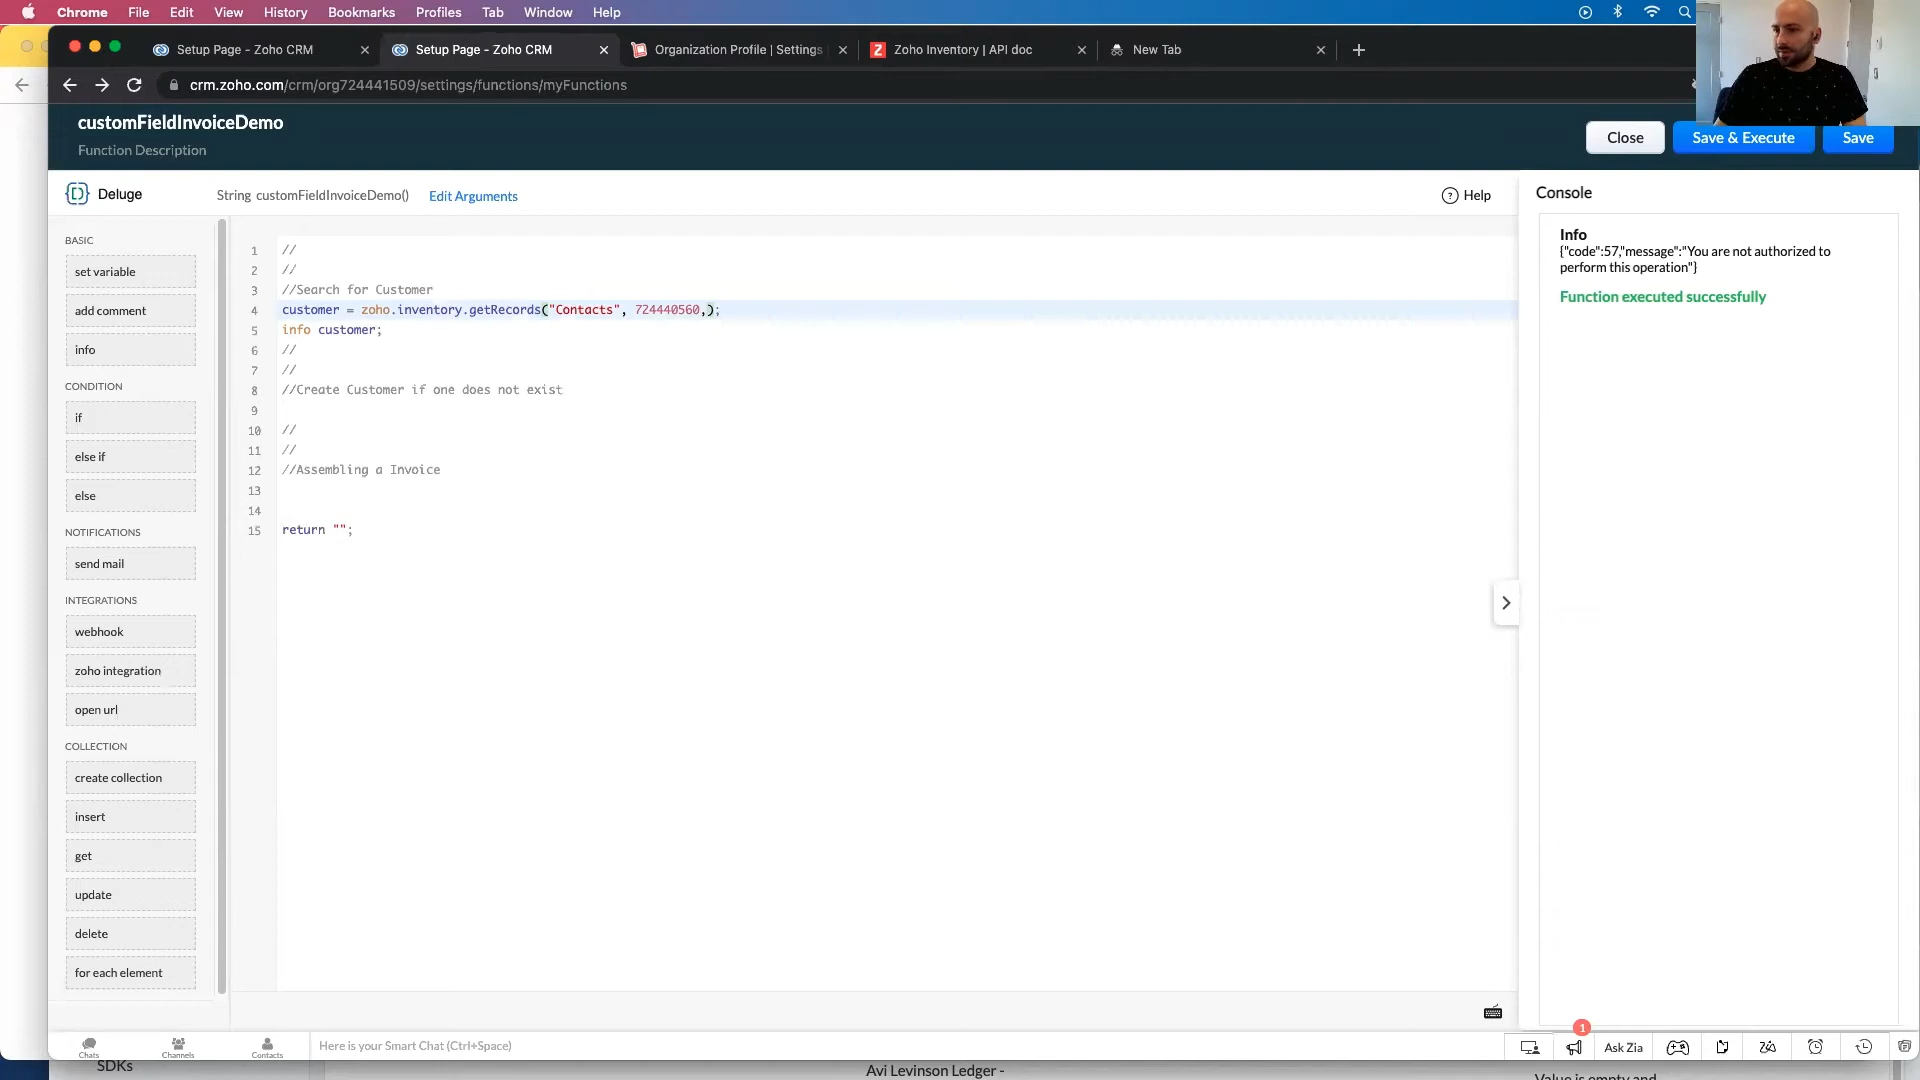 Chrome File Edit View History Bookmarks Profiles Tab Window Help
Setup Page - Zoho CRM
Setup Page - Zoho CRM
Organization Profile | Settings
Zoho Inventory | API doc
New Tab
crm.zoho.com/crm/org724441509/settings/functions/myFunctions
customFieldInvoiceDemo
Function Description
Close
Save & Execute
Save
Deluge
String customFieldInvoiceDemo()
Edit Arguments
Help
BASIC
set variable
add comment
info
CONDITION
if
else if
else
NOTIFICATIONS
send mail
INTEGRATIONS
webhook
zoho integration
open url
COLLECTION
create collection
insert
get
update
delete
for each element
1 //
2 //
3 //Search for Customer
4 customer = zoho.inventory.getRecords("Contacts", 724440560,);
5 info customer;
6 //
7 //
8 //Create Customer if one does not exist
9
10 //
11 //
12 //Assembling a Invoice
13
14
15 return "";
Console
Info
{"code":57,"message":"You are not authorized to
perform this operation"}
Function executed successfully
Chats
Channels
Contacts
Here is your Smart Chat (Ctrl+Space)
1
Ask Zia
SDKs
Avi Levinson Ledger -
Value is empty and